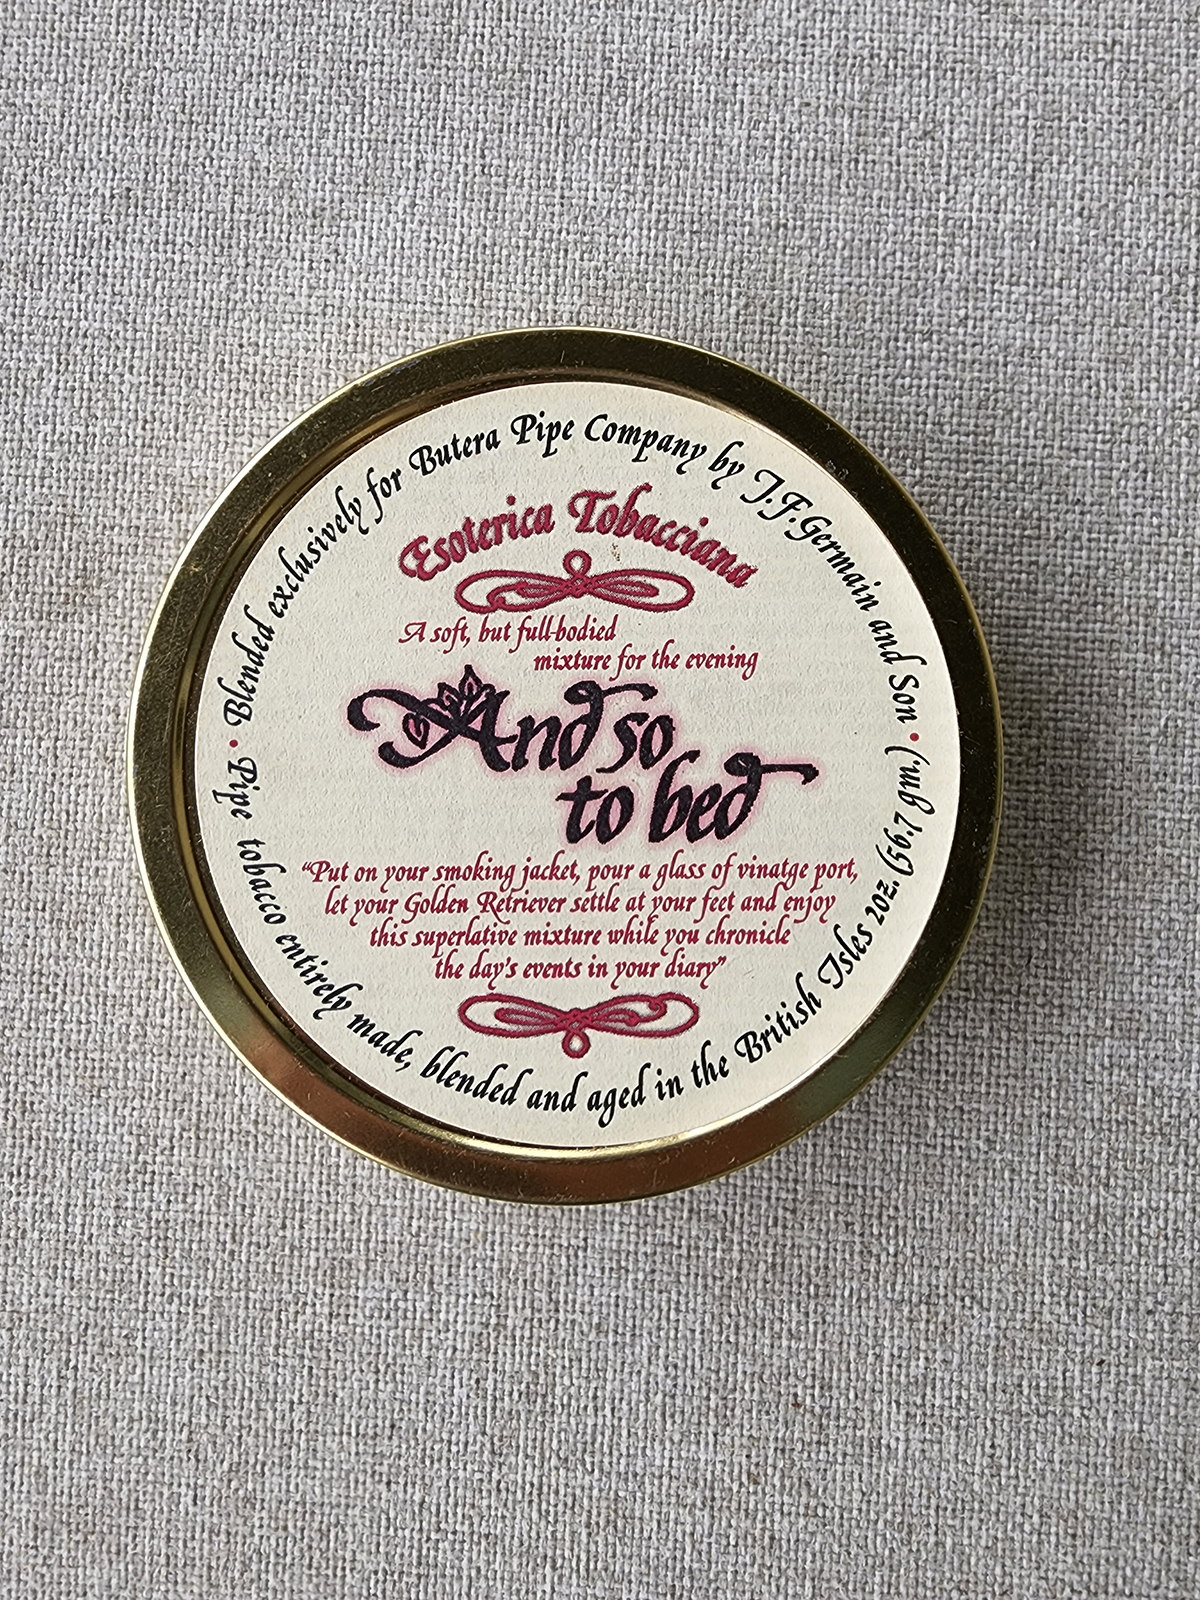 Blended exclusively for Butera Pipe Company by J.F.Germain and Son
Esoterica Tobacciana
A soft, but full-bodied
mixture for the evening
And so
to bed
"Put on your smoking jacket, pour a glass of vinatge port,
let your Golden Retriever settle at your feet and enjoy
this superlative mixture while you chronicle
the day's events in your diary"
Pipe tobacco entirely made, blended and aged in the British Isles 2oz. (56.7 gm.)